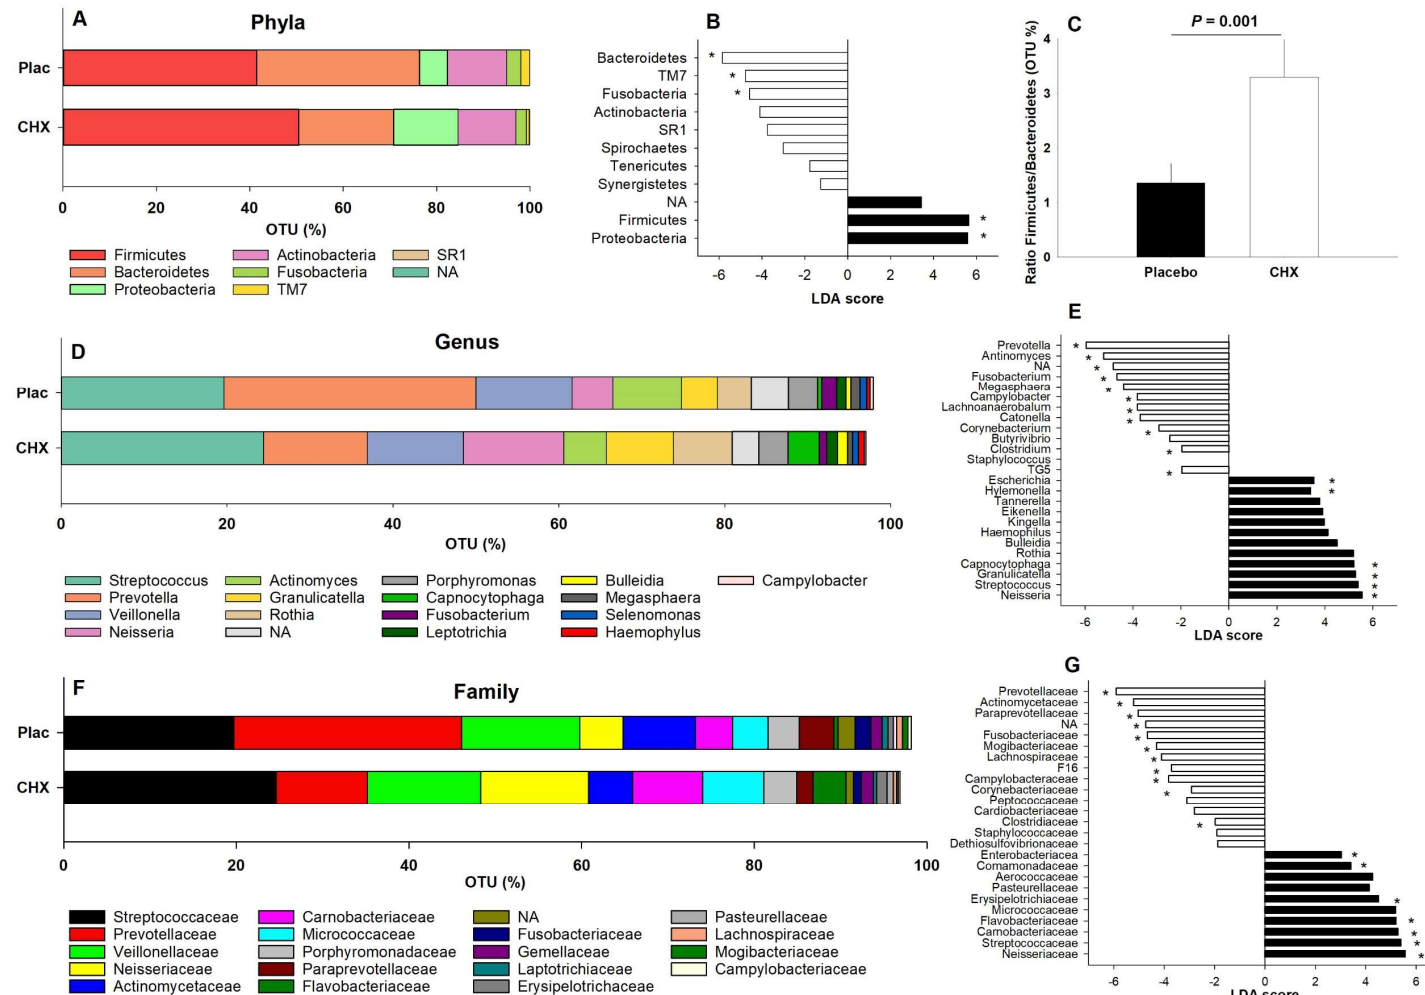 A
Phyla
Plac
CHX
0 20 40 60 80 100
OTU (%)
Firmicutes
Bacteroidetes
Proteobacteria
Actinobacteria
Fusobacteria
TM7
SR1
NA
B
Bacteroidetes *
TM7 *
Fusobacteria *
Actinobacteria
SR1
Spirochaetes
Tenericutes
Synergistetes
NA
Firmicutes *
Proteobacteria *
-6 -4 -2 0 2 4 6
LDA score
C
P = 0.001
Ratio Firmicutes/Bacteroidetes (OTU %)
4
3
2
1
0
Placebo CHX
D
Genus
Plac
CHX
0 20 40 60 80 100
OTU (%)
Streptococcus
Prevotella
Veillonella
Neisseria
Actinomyces
Granulicatella
Rothia
NA
Porphyromonas
Capnocytophaga
Fusobacterium
Leptotrichia
Bulleidia
Megasphaera
Selenomonas
Haemophylus
Campylobacter
E
Prevotella *
Antinomyces *
NA *
Fusobacterium *
Megasphaera *
Campylobacter *
Lachnoanaerobalum *
Catonella *
Corynebacterium *
Butyrivibrio
Clostridium *
Staphylococcus
TG5 *
Escherichia *
Hylemonella *
Tannerella
Eikenella
Kingella
Haemophilus
Bulleidia
Rothia
Capnocytophaga *
Granulicatella *
Streptococcus *
Neisseria *
-6 -4 -2 0 2 4 6
LDA score
F
Family
Plac
CHX
0 20 40 60 80 100
OTU (%)
Streptococcaceae
Prevotellaceae
Veillonellaceae
Neisseriaceae
Actinomycetaceae
Carnobacteriaceae
Micrococcaceae
Porphyromonadaceae
Paraprevotellaceae
Flavobacteriaceae
NA
Fusobacteriaceae
Gemellaceae
Laptotrichiaceae
Erysipelotrichaceae
Pasteurellaceae
Lachnospiraceae
Mogibacteriaceae
Campylobacteriaceae
G
Prevotellaceae *
Actinomycetaceae *
Paraprevotellaceae *
NA *
Fusobacteriaceae *
Mogibacteriaceae *
Lachnospiraceae *
F16 *
Campylobacteraceae *
Corynebacteriaceae *
Peptococcaceae
Cardiobacteriaceae
Clostridiaceae *
Staphylococcaceae
Dethiosulfovibrionaceae
Enterobacteriacea *
Comamonadaceae *
Aerococcaceae
Pasteurellaceae
Erysipelotrichiaceae *
Micrococcaceae
Flavobacteriaceae *
Carnobacteriaceae *
Streptococcaceae *
Neisseriaceae *
-6 -4 -2 0 2 4 6
LDA score